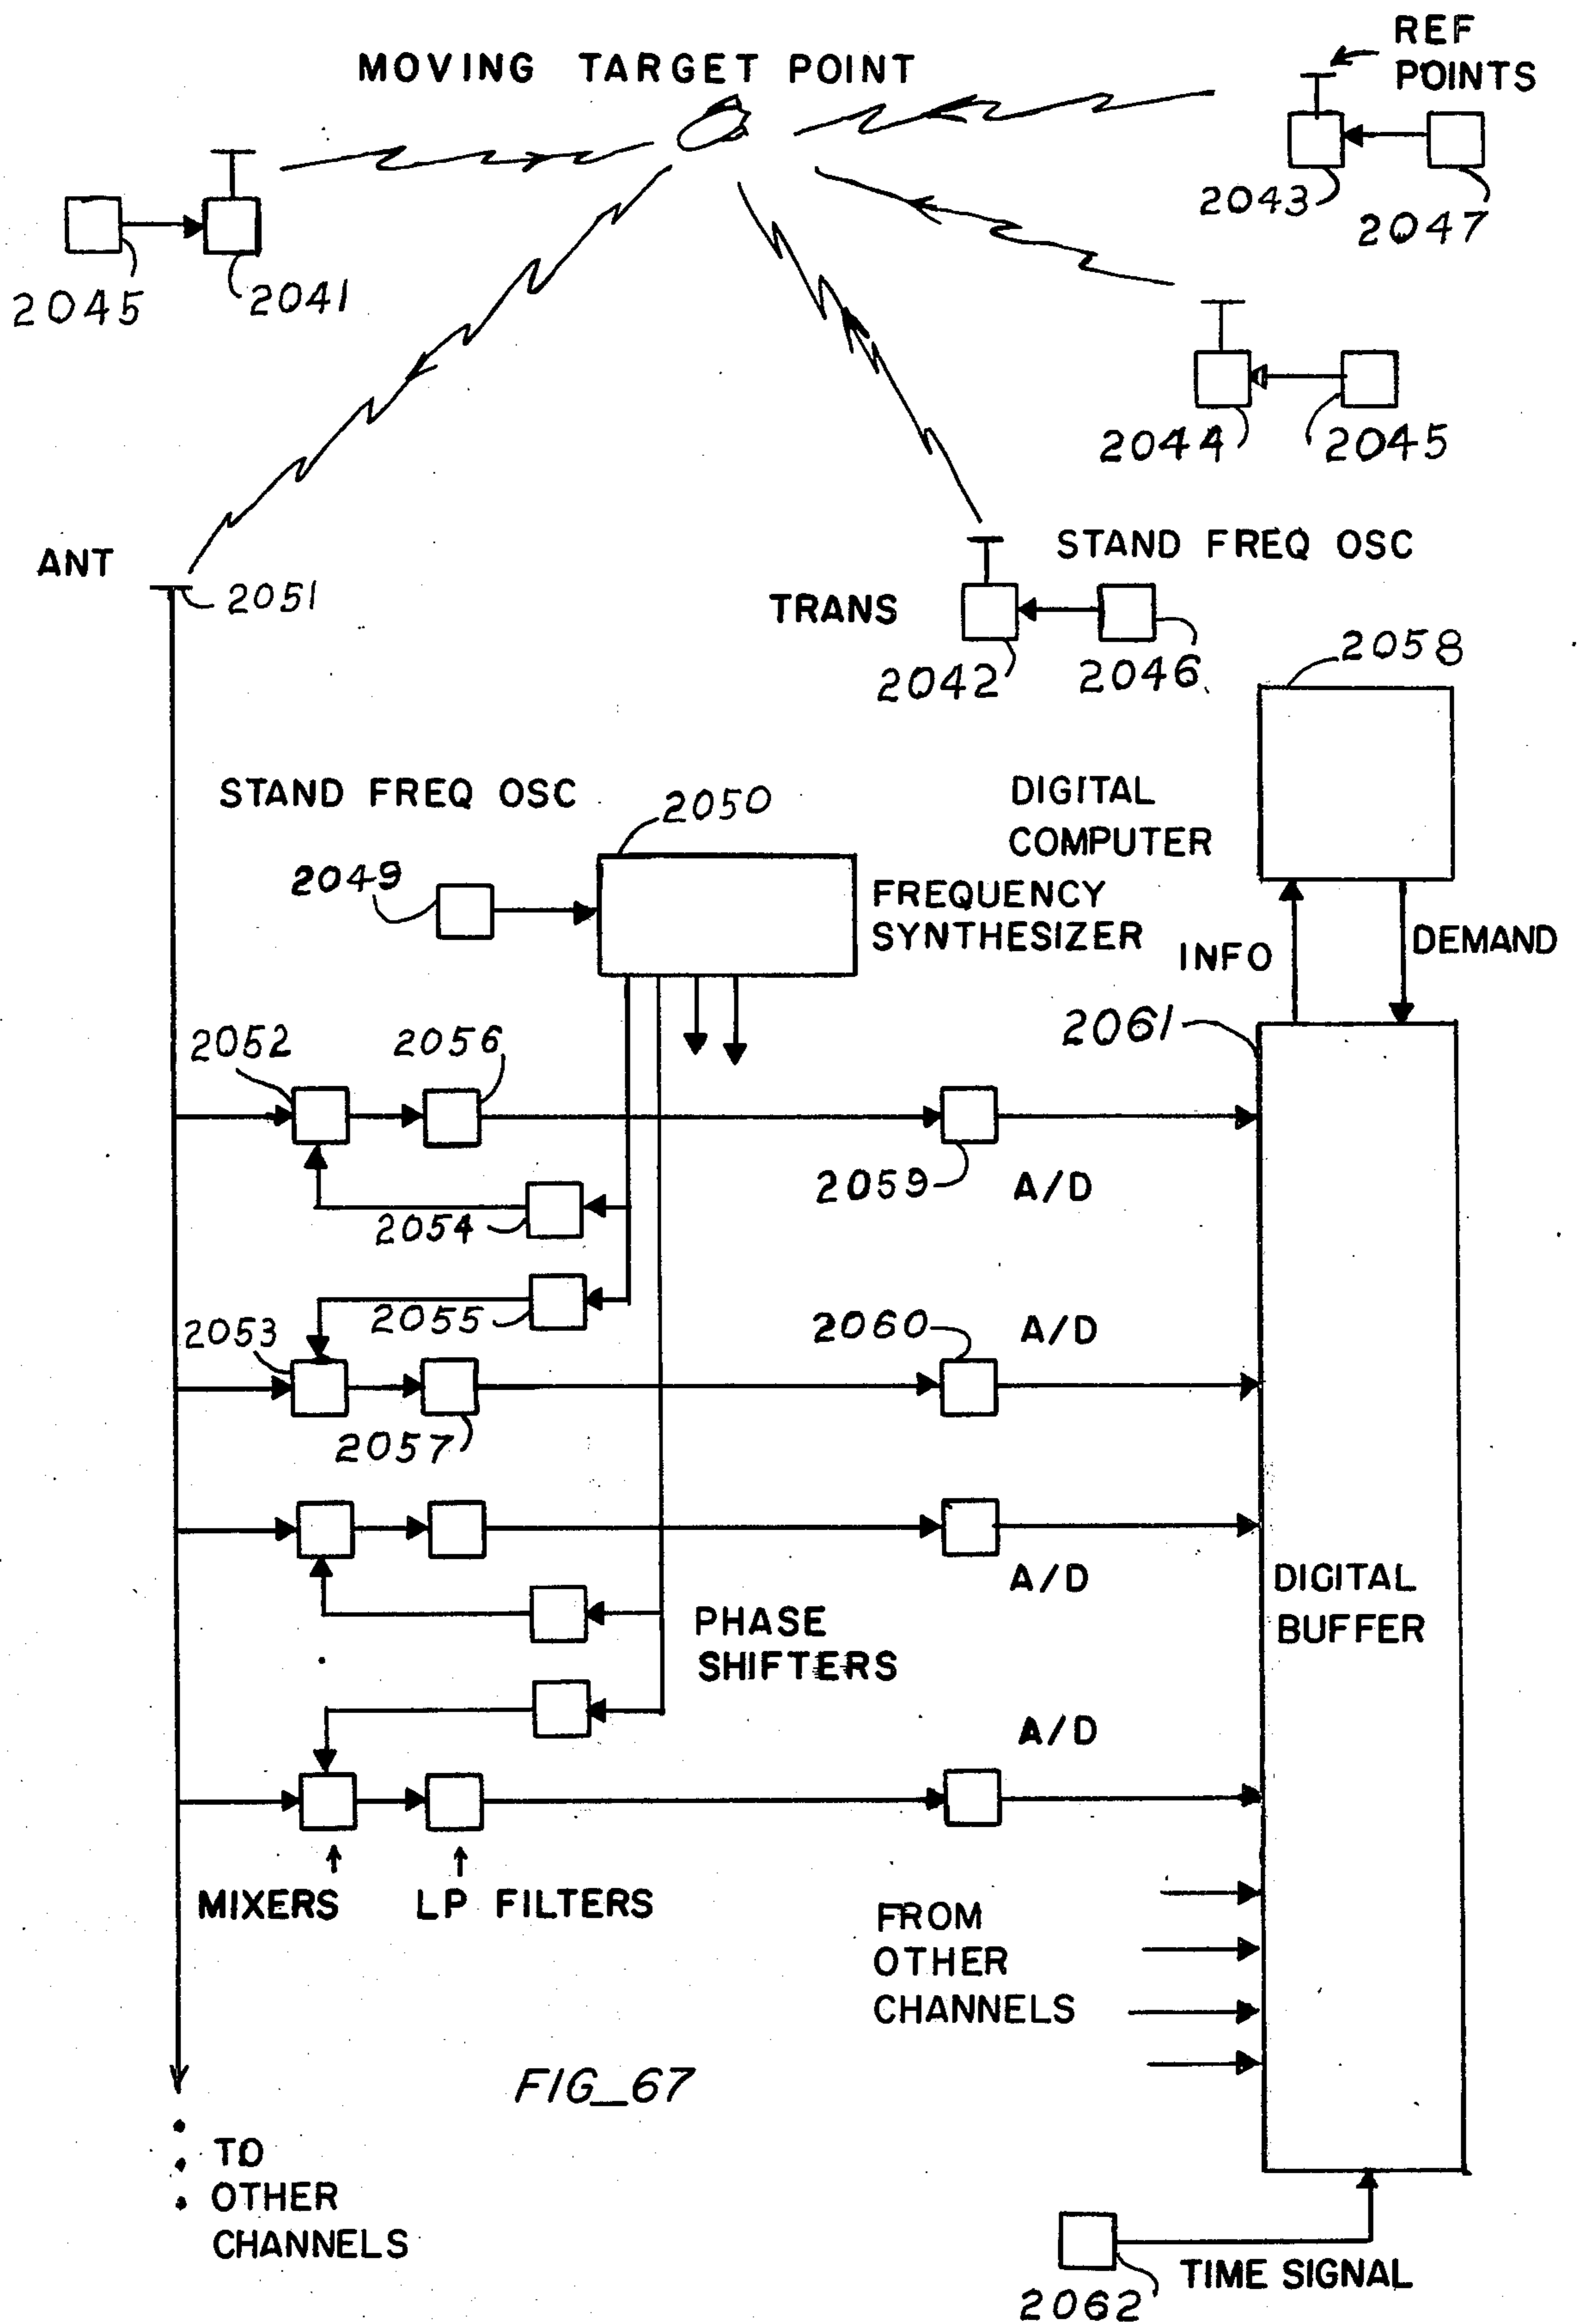 REF
POINTS
MOVING TARGET POINT
2043
2047
2045
2041
2044
2045
ANT
2051
STAND FREQ OSC
TRANS
2042
2046
2058
STAND FREQ OSC
2050
DIGITAL
COMPUTER
2049
FREQUENCY
SYNTHESIZER
INFO
DEMAND
2061
2052
2056
2059
A/D
2054
2055
2053
2060
A/D
2057
A/D
DIGITAL
BUFFER
PHASE
SHIFTERS
A/D
MIXERS
LP FILTERS
FROM
OTHER
CHANNELS
FIG_67
TO
OTHER
CHANNELS
TIME SIGNAL
2062